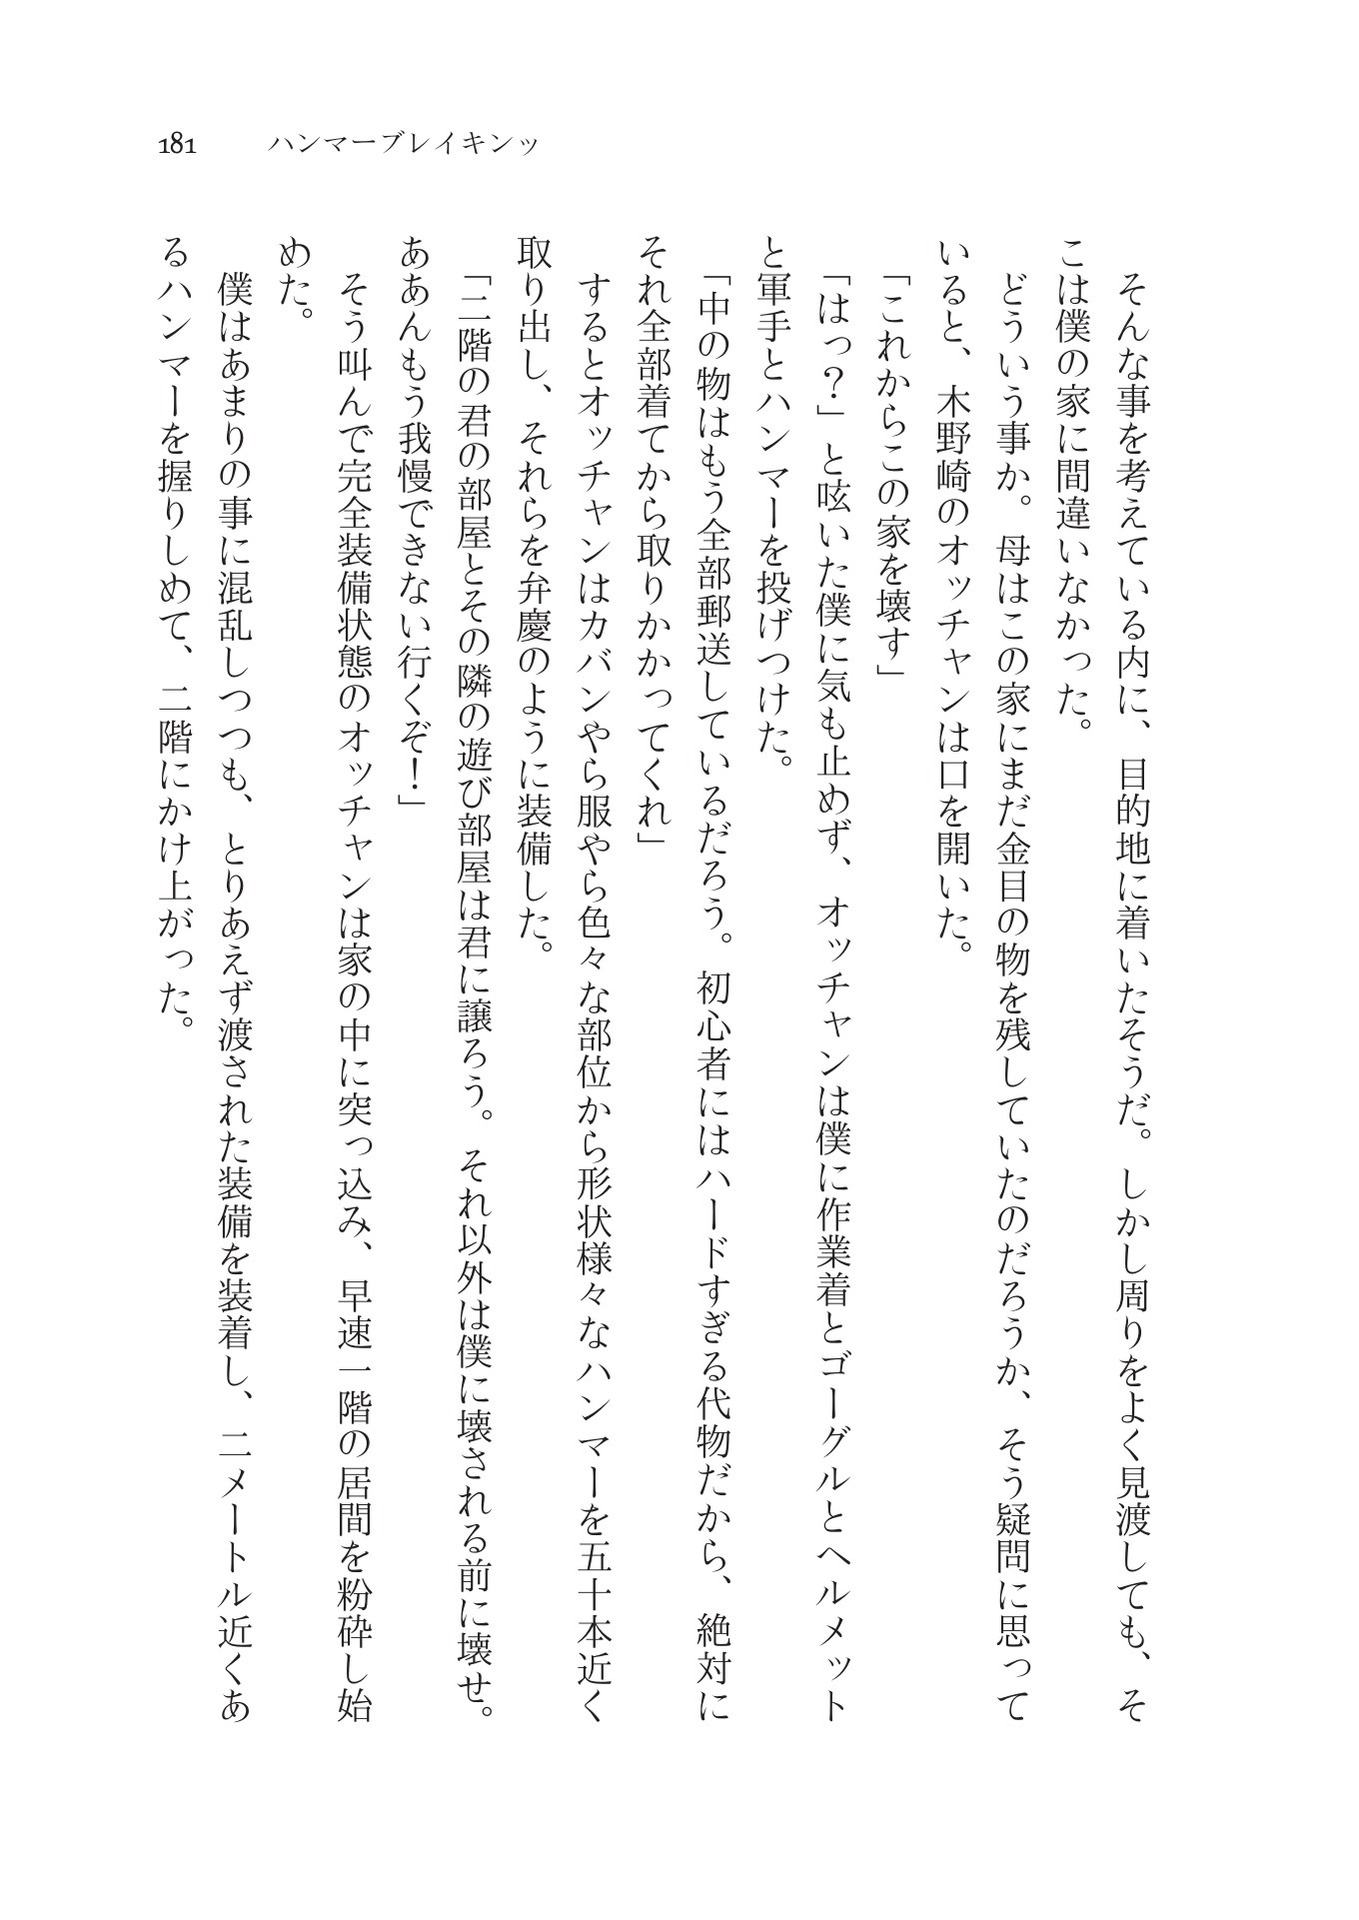 181　ハンマーブレイキンッ
　そんな事を考えている内に、目的地に着いたそうだ。しかし周りをよく見渡しても、そ
こは僕の家に間違いなかった。
　どういう事か。母はこの家にまだ金目の物を残していたのだろうか、そう疑問に思って
いると、木野崎のオッチャンは口を開いた。
「これからこの家を壊す」
「はっ？」と呟いた僕に気も止めず、オッチャンは僕に作業着とゴーグルとヘルメット
と軍手とハンマーを投げつけた。
「中の物はもう全部郵送しているだろう。初心者にはハードすぎる代物だから、絶対に
それ全部着てから取りかかってくれ」
　するとオッチャンはカバンやら服やら色々な部位から形状様々なハンマーを五十本近く
取り出し、それらを弁慶のように装備した。
「二階の君の部屋とその隣の遊び部屋は君に譲ろう。それ以外は僕に壊される前に壊せ。
ああんもう我慢できない行くぞ！」
　そう叫んで完全装備状態のオッチャンは家の中に突っ込み、早速一階の居間を粉砕し始
めた。
　僕はあまりの事に混乱しつつも、とりあえず渡された装備を装着し、二メートル近くあ
るハンマーを握りしめて、二階にかけ上がった。